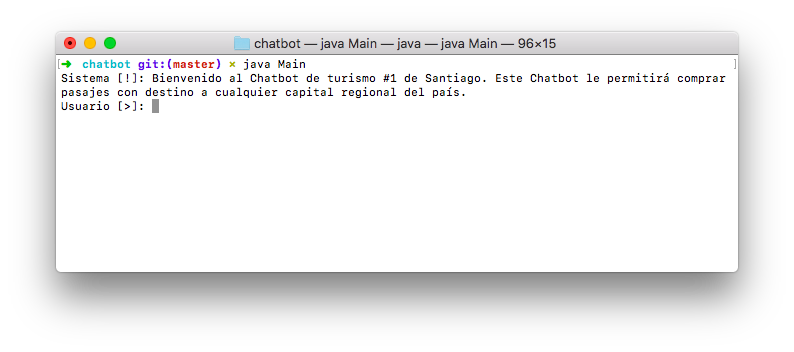 chatbot — java Main — java — java Main — 96×15
[➜ chatbot git:(master) × java Main ]
Sistema [!]: Bienvenido al Chatbot de turismo #1 de Santiago. Este Chatbot le permitirá comprar
pasajes con destino a cualquier capital regional del país.
Usuario [>]: